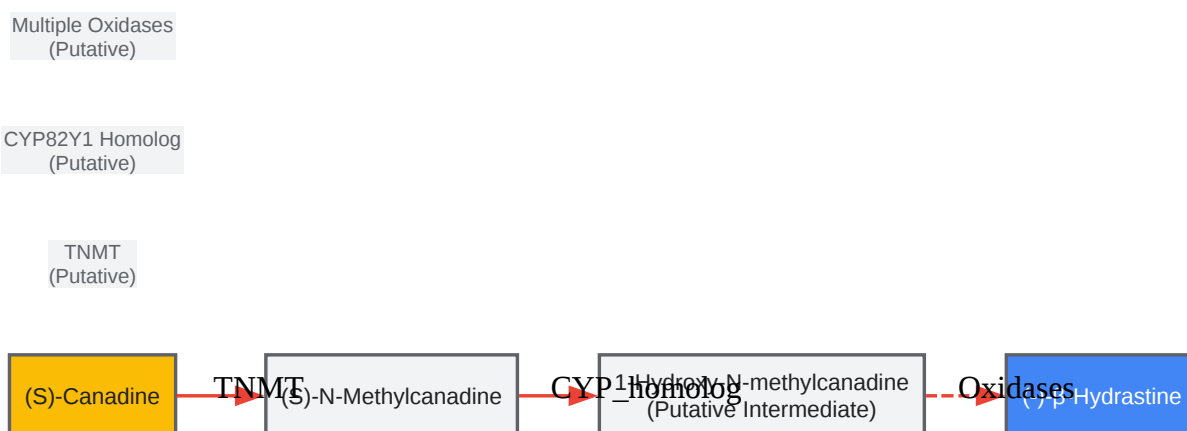 Multiple Oxidases
(Putative)
CYP82Y1 Homolog
(Putative)
TNMT
(Putative)
(S)-Canadine
TNMT
(S)-N-Methylcanadine
CYP_homolog
1-Hydroxy-N-methylcanadine
(Putative Intermediate)
Oxidases
(-)-β-Hydrastine